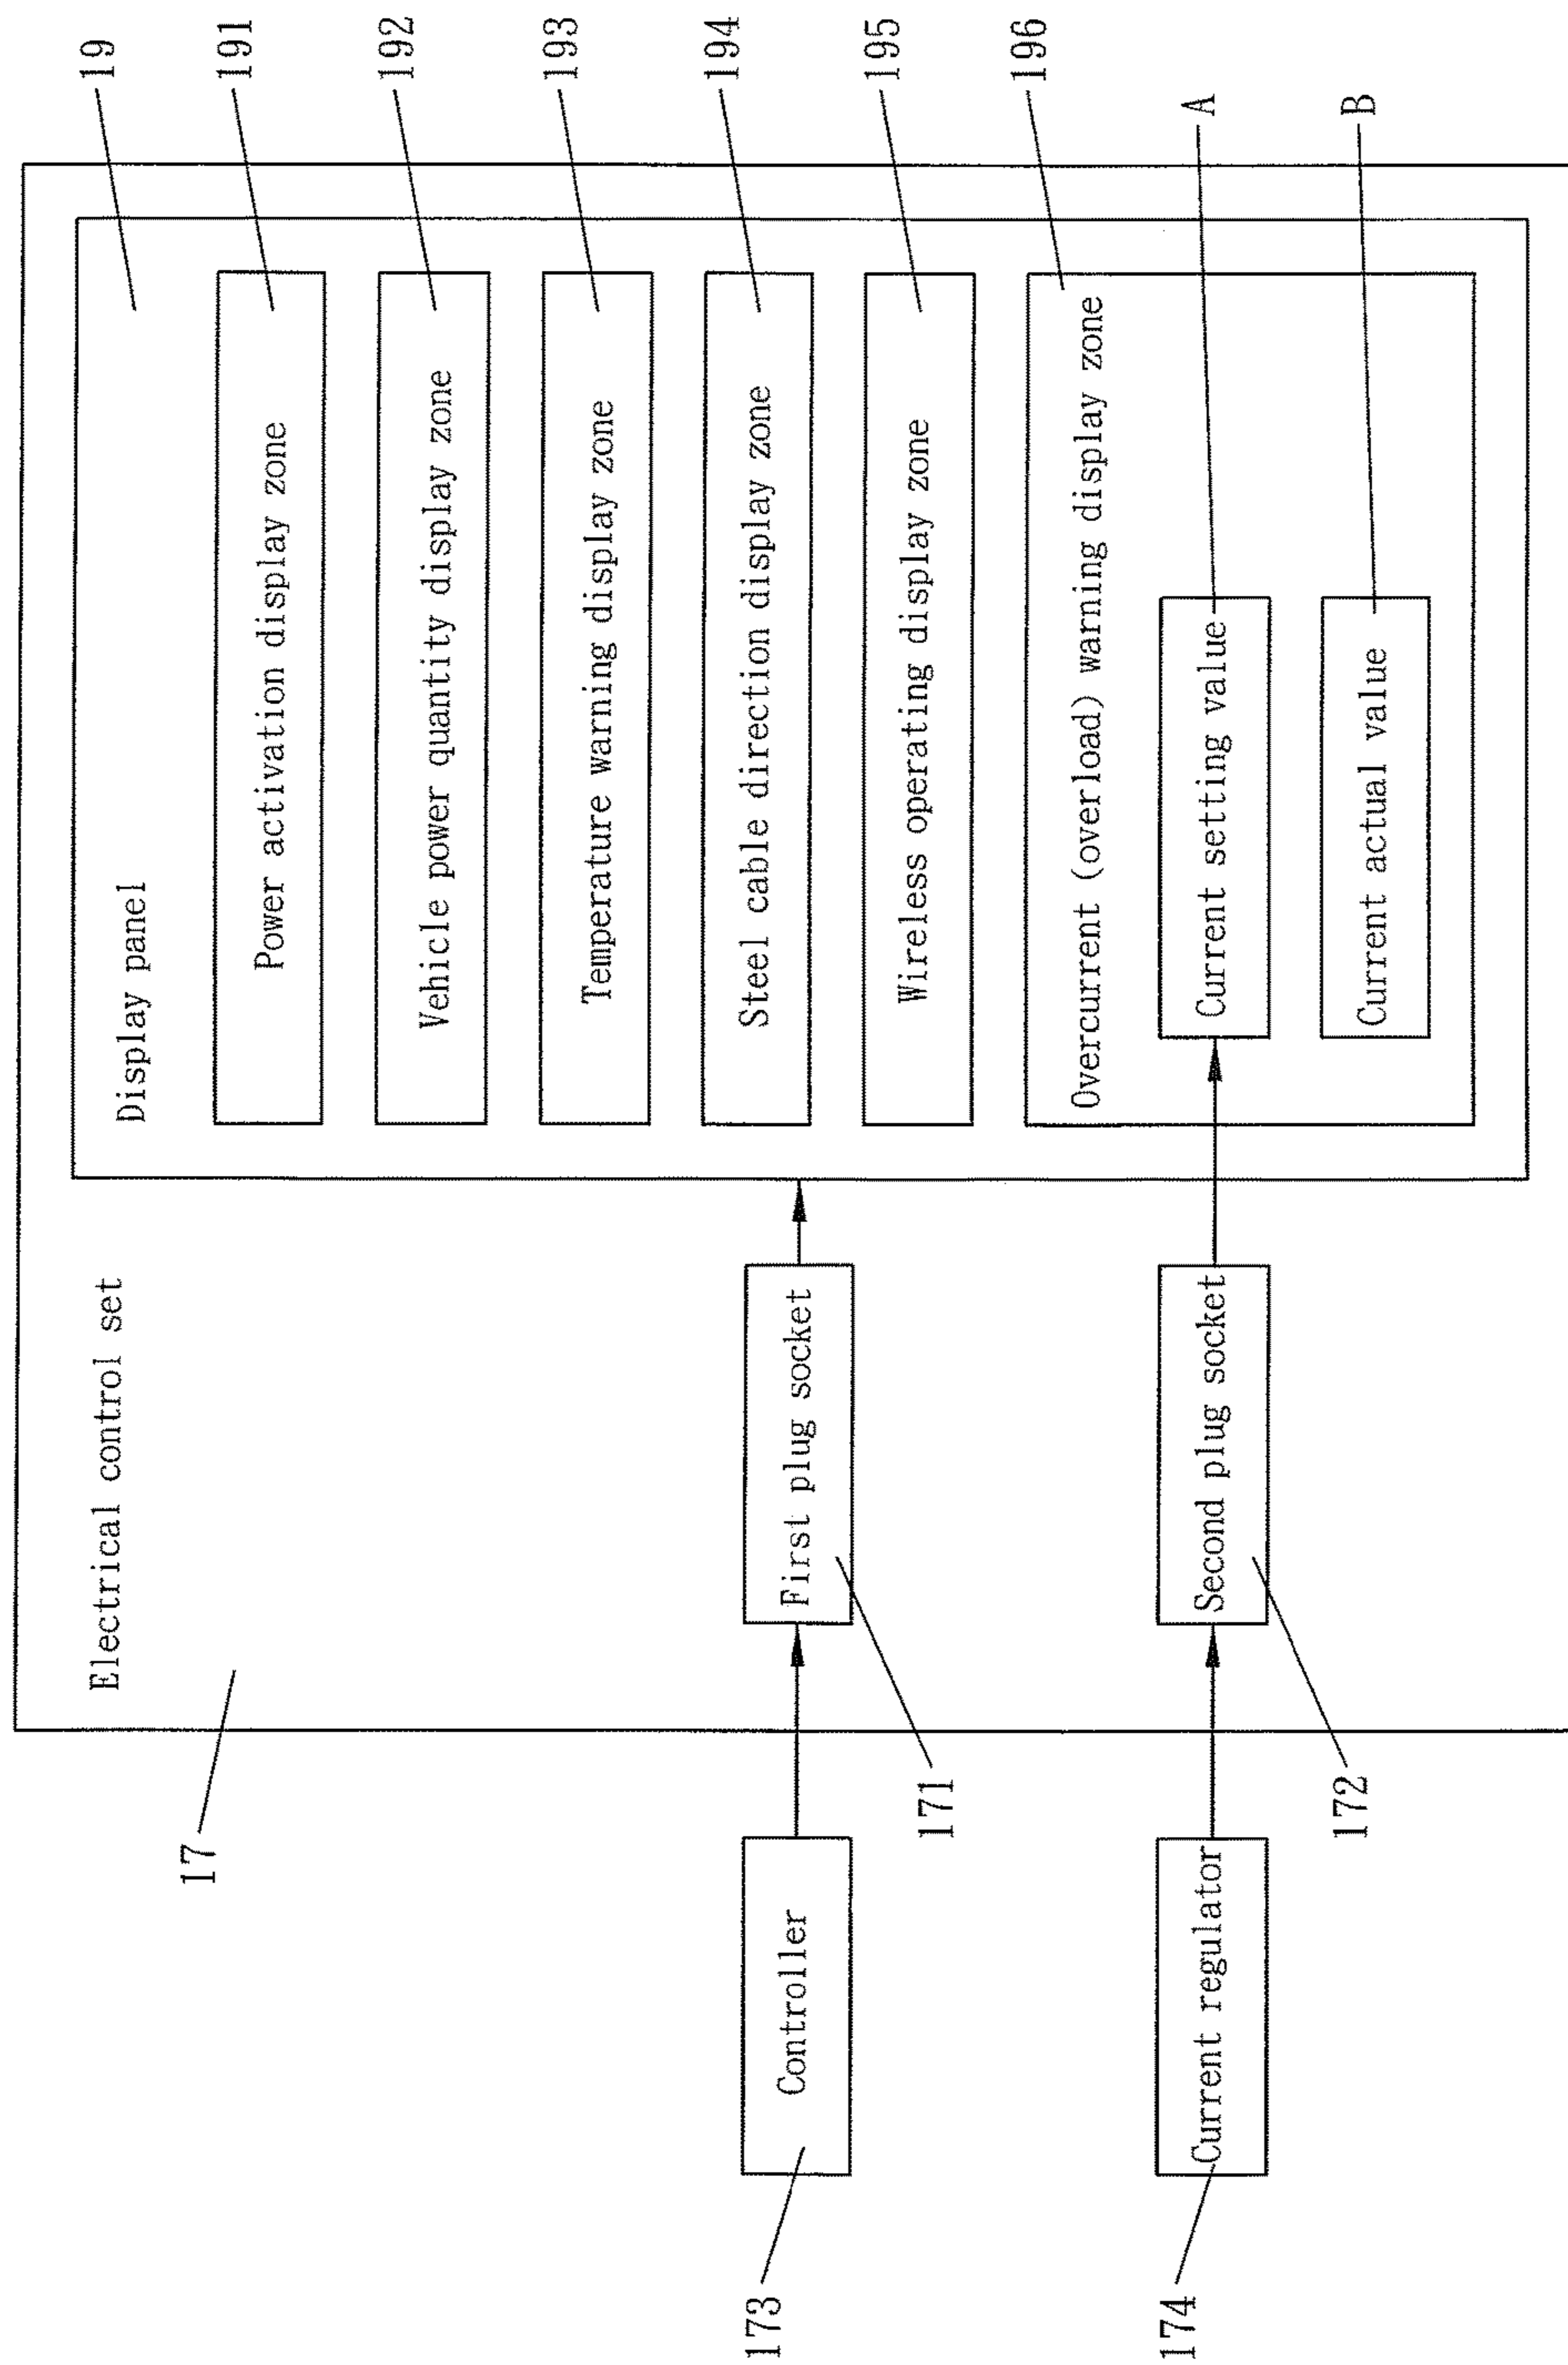 Electrical control set
17
Display panel
19
Power activation display zone
191
Vehicle power quantity display zone
192
Temperature warning display zone
193
Steel cable direction display zone
194
Wireless operating display zone
195
Overcurrent (overload) warning display zone
196
173
Controller
First plug socket
171
174
Current regulator
Second plug socket
172
Current setting value
A
Current actual value
B